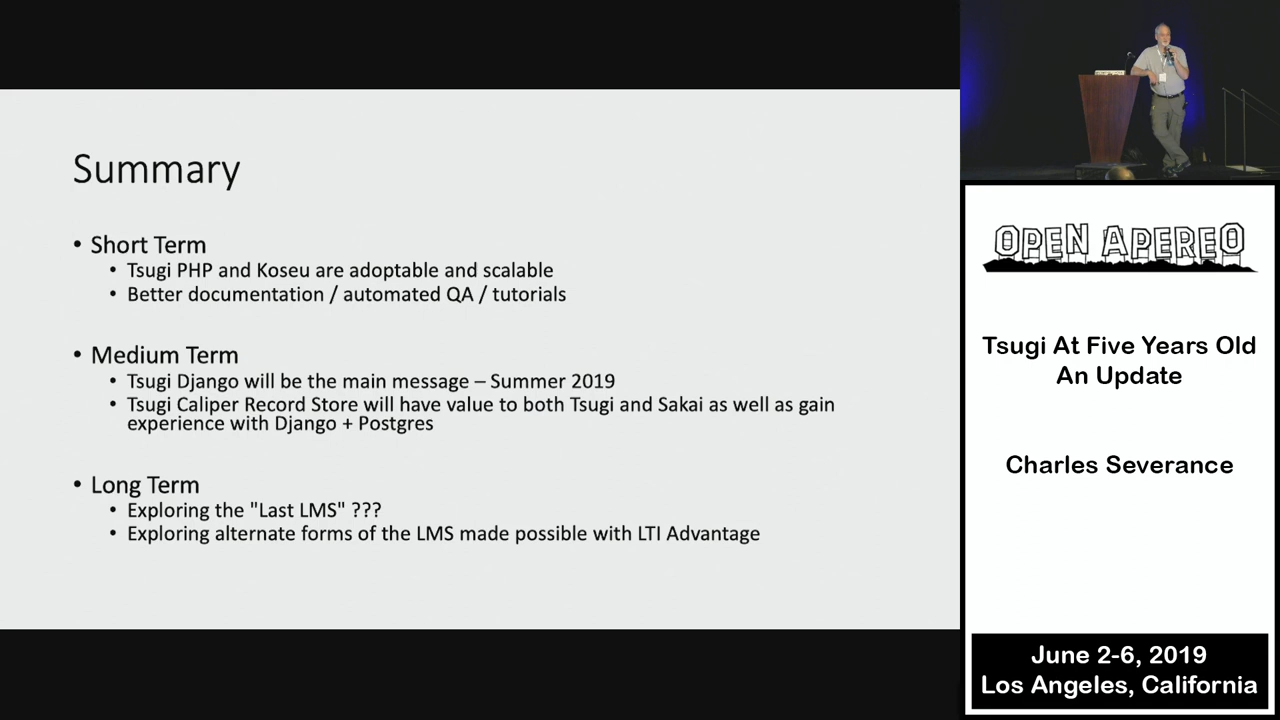 Summary
• Short Term
• Tsugi PHP and Koseu are adoptable and scalable
• Better documentation / automated QA / tutorials
• Medium Term
• Tsugi Django will be the main message – Summer 2019
• Tsugi Caliper Record Store will have value to both Tsugi and Sakai as well as gain
experience with Django + Postgres
• Long Term
• Exploring the "Last LMS" ???
• Exploring alternate forms of the LMS made possible with LTI Advantage
OPEN APEREO
Tsugi At Five Years Old
An Update
Charles Severance
June 2-6, 2019
Los Angeles, California